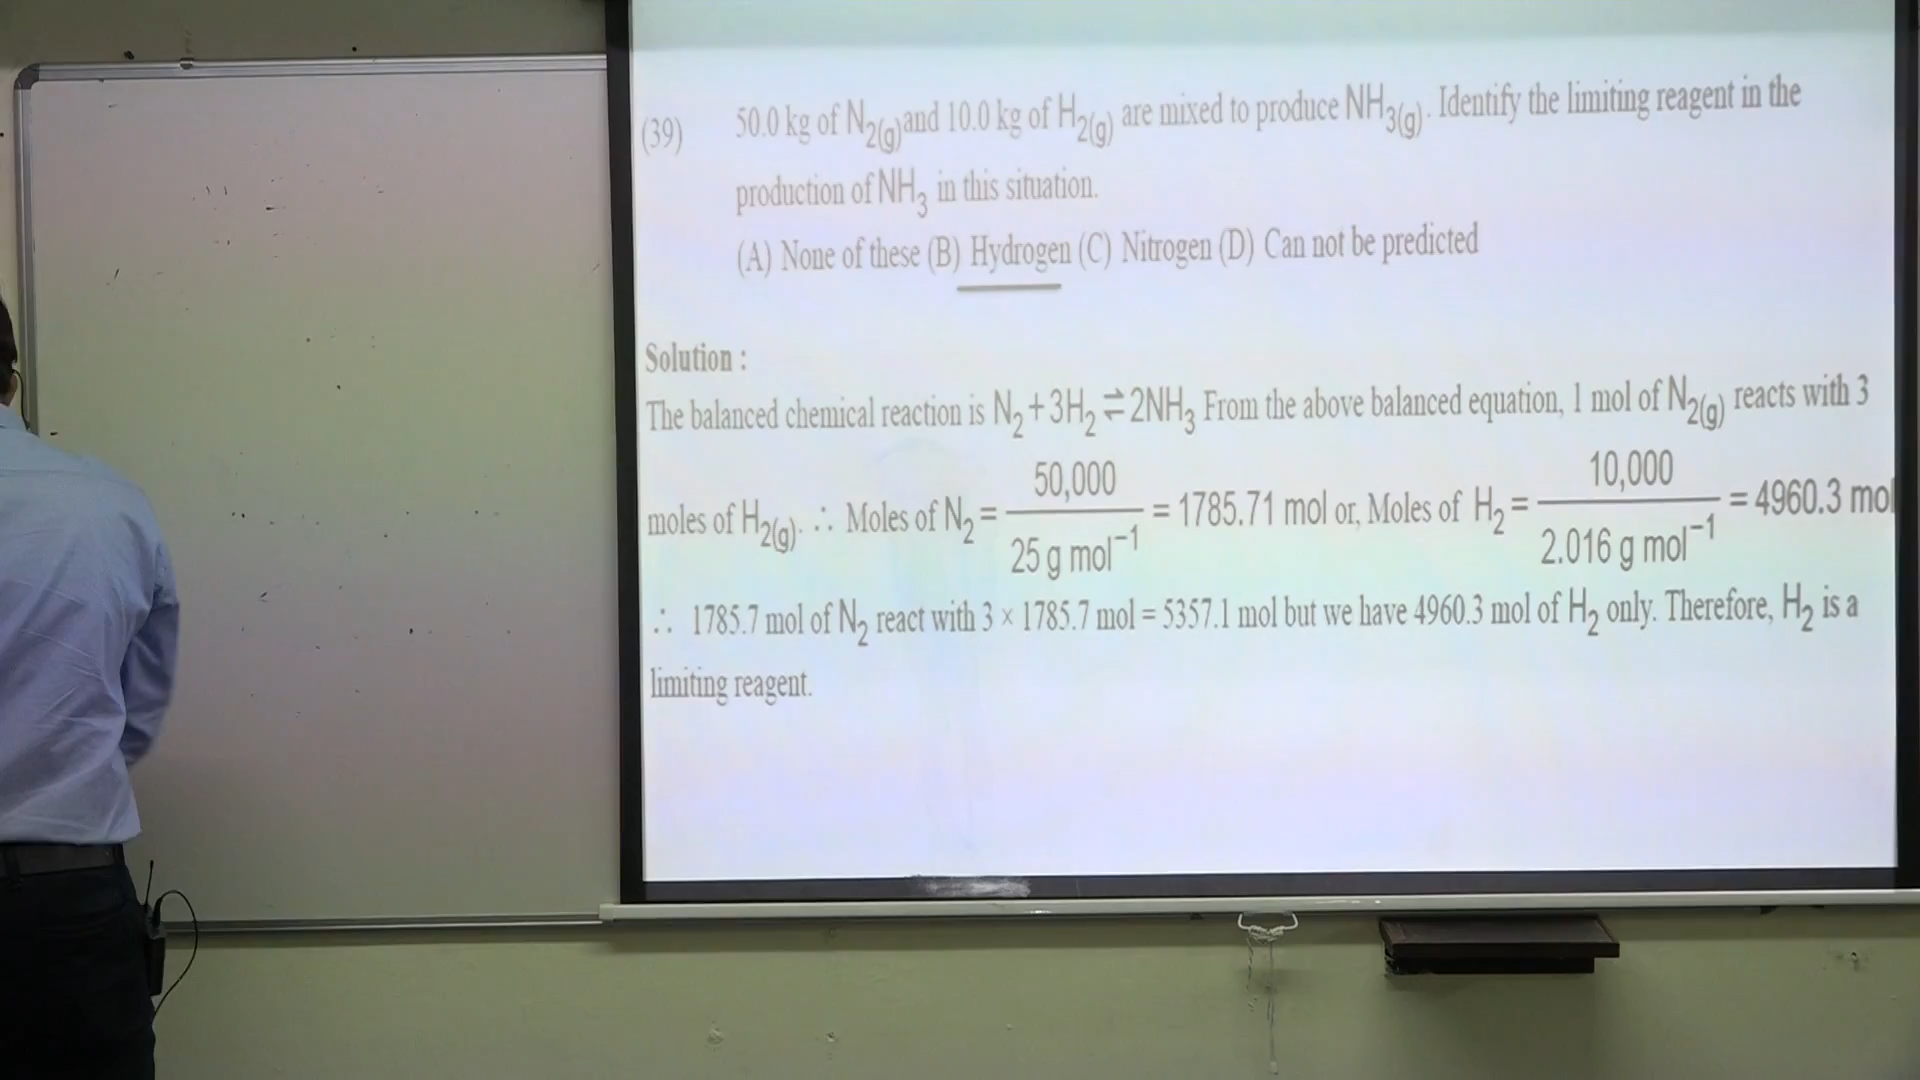 (39) 50.0 kg of N₂(g) and 10.0 kg of H₂(g) are mixed to produce NH₃(g). Identify the limiting reagent in the
production of NH₃ in this situation.
(A) None of these (B) Hydrogen (C) Nitrogen (D) Can not be predicted
Solution :
The balanced chemical reaction is N₂ + 3H₂ ⇌ 2NH₃ From the above balanced equation, 1 mol of N₂(g) reacts with 3
moles of H₂(g). ∴ Moles of N₂ = 50,000 / 25 g mol⁻¹ = 1785.71 mol or, Moles of H₂ = 10,000 / 2.016 g mol⁻¹ = 4960.3 mol
∴ 1785.7 mol of N₂ react with 3 × 1785.7 mol = 5357.1 mol but we have 4960.3 mol of H₂ only. Therefore, H₂ is a
limiting reagent.